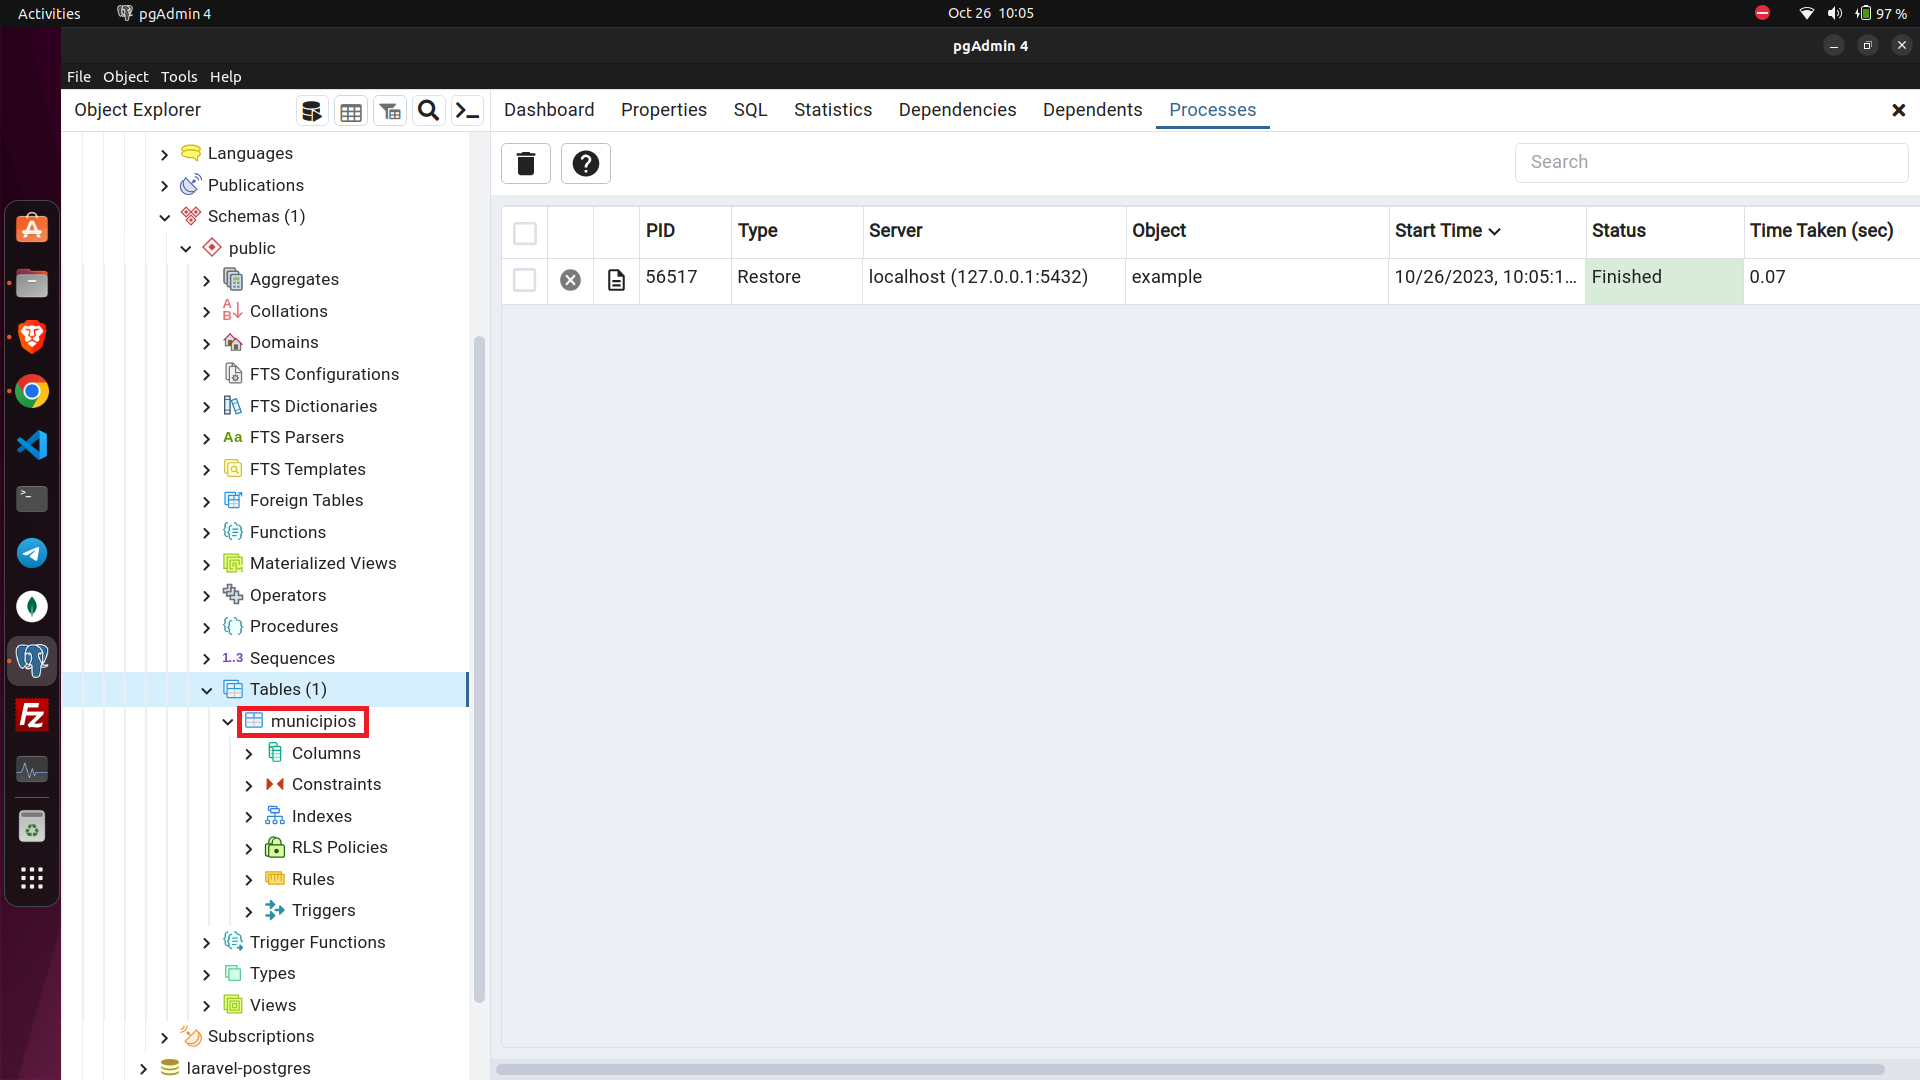 Activities pgAdmin 4 Oct 26 10:05 97 %
pgAdmin 4
File Object Tools Help
Object Explorer
Dashboard Properties SQL Statistics Dependencies Dependents Processes
Search
PID Type Server Object Start Time Status Time Taken (sec)
56517 Restore localhost (127.0.0.1:5432) example 10/26/2023, 10:05:1... Finished 0.07
Languages
Publications
Schemas (1)
public
Aggregates
Collations
Domains
FTS Configurations
FTS Dictionaries
Aa FTS Parsers
FTS Templates
Foreign Tables
Functions
Materialized Views
Operators
Procedures
1..3 Sequences
Tables (1)
municipios
Columns
Constraints
Indexes
RLS Policies
Rules
Triggers
Trigger Functions
Types
Views
Subscriptions
laravel-postgres